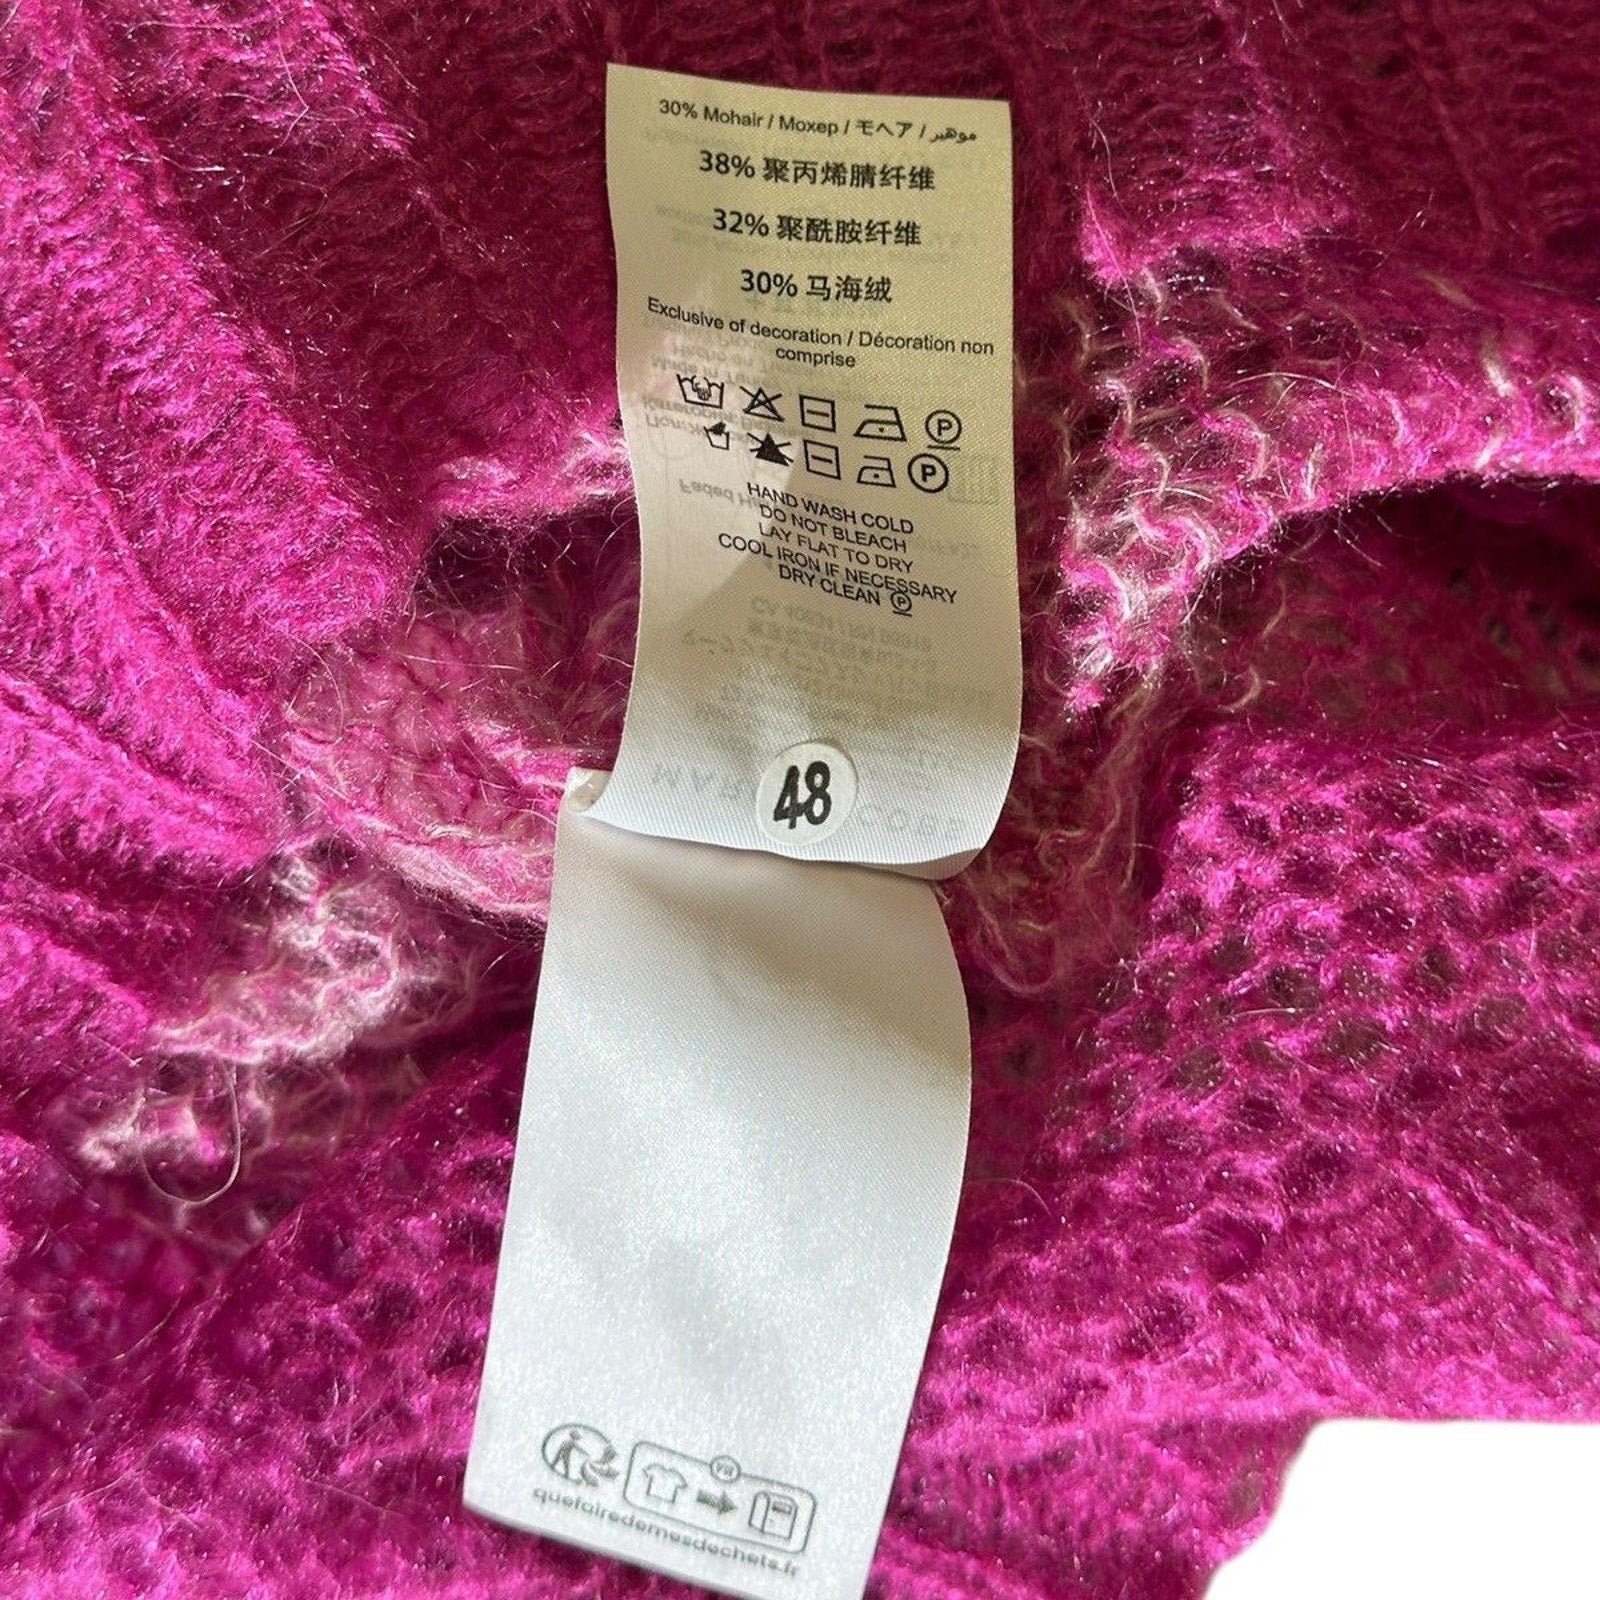 30% Mohair / Мохер / モヘア / موهير
38% 聚丙烯腈纤维
32% 聚酰胺纤维
30% 马海绒
Exclusive of decoration / Décoration non
comprise
P
P
HAND WASH COLD
DO NOT BLEACH
LAY FLAT TO DRY
COOL IRON IF NECESSARY
DRY CLEAN Ⓟ
48
FR
quefairedemesdechets.fr